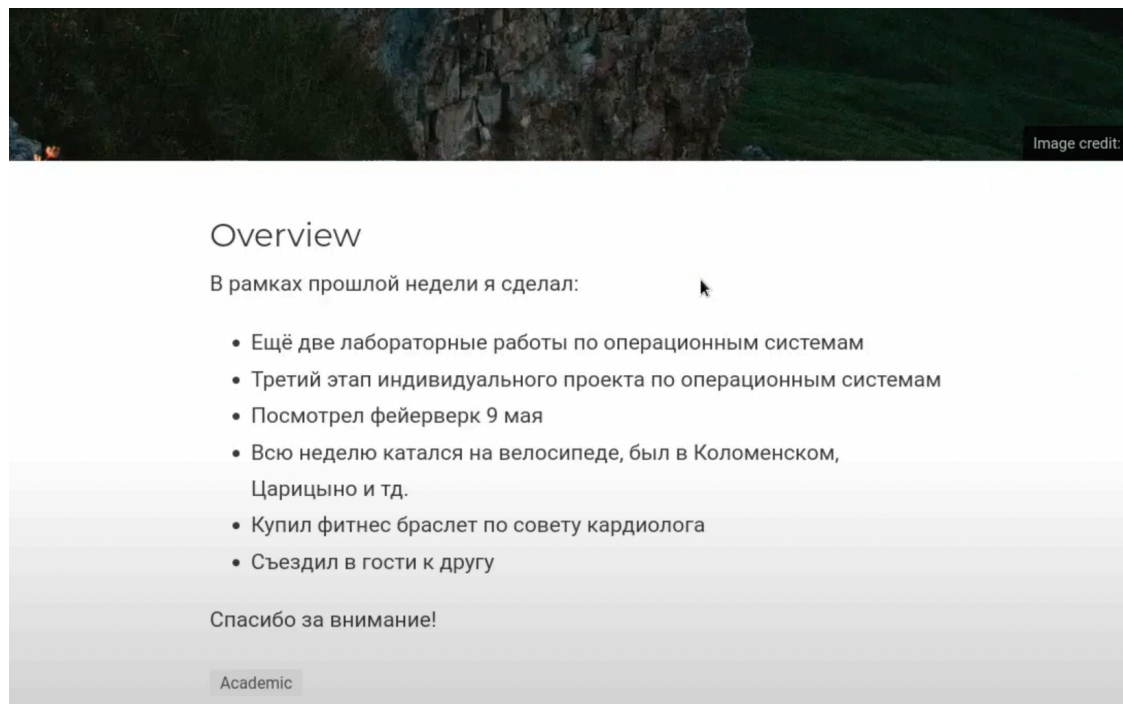 Image credit:
Overview
В рамках прошлой недели я сделал:
Ещё две лабораторные работы по операционным системам
Третий этап индивидуального проекта по операционным системам
Посмотрел фейерверк 9 мая
Всю неделю катался на велосипеде, был в Коломенском,
Царицыно и тд.
Купил фитнес браслет по совету кардиолога
Съездил в гости к другу
Спасибо за внимание!
Academic